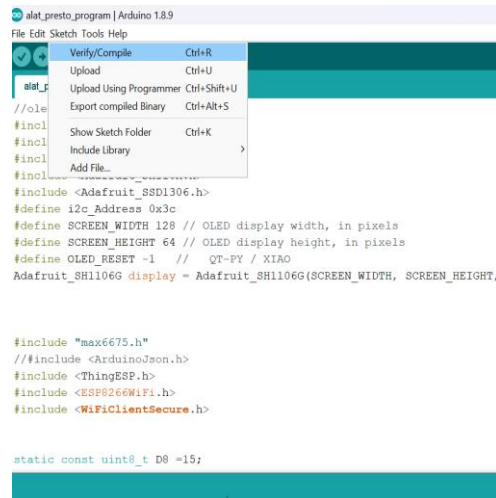 alat_presto_program | Arduino 1.8.9
File Edit Sketch Tools Help
Verify/Compile Ctrl+R
Upload Ctrl+U
Upload Using Programmer Ctrl+Shift+U
Export compiled Binary Ctrl+Alt+S
Show Sketch Folder Ctrl+K
Include Library
Add File...
alat_p
//ole
#incl
#incl
#incl
#include <Adafruit_SSD1306.h>
#define i2c_Address 0x3c
#define SCREEN_WIDTH 128 // OLED display width, in pixels
#define SCREEN_HEIGHT 64 // OLED display height, in pixels
#define OLED_RESET -1 // QT-PY / XIAO
Adafruit_SH1106G display = Adafruit_SH1106G(SCREEN_WIDTH, SCREEN_HEIGHT,
#include "max6675.h"
//#include <ArduinoJson.h>
#include <ThingESP.h>
#include <ESP8266WiFi.h>
#include <WiFiClientSecure.h>
static const uint8_t D8 =15;